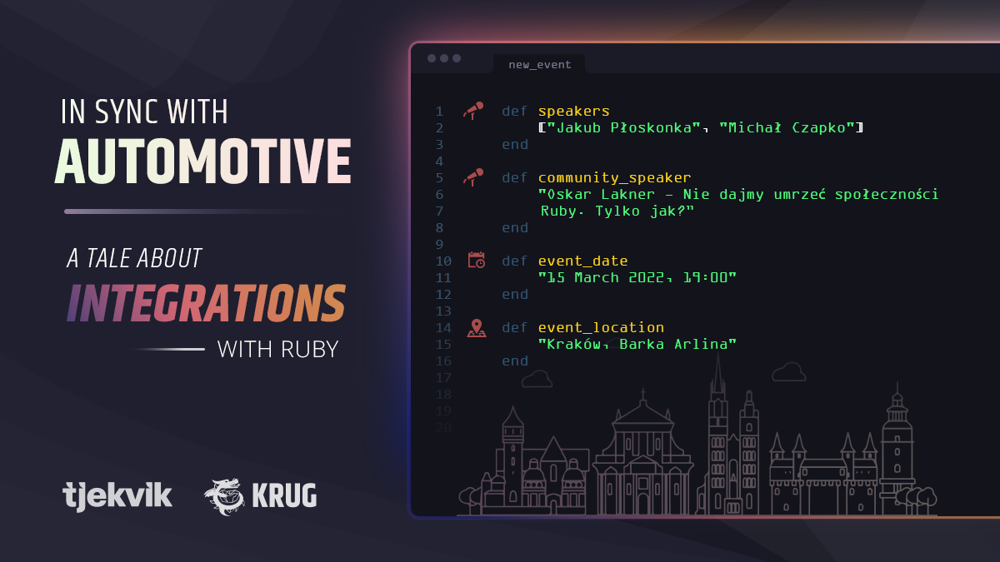 IN SYNC WITH
AUTOMOTIVE
A TALE ABOUT
INTEGRATIONS
WITH RUBY
tjekvik
KRUG
new_event
1 def speakers
2 ["Jakub Płoskonka", "Michał Czapko"]
3 end
4
5 def community_speaker
6 "Oskar Lakner – Nie dajmy umrzeć społeczności
7 Ruby. Tylko jak?"
8 end
9
10 def event_date
11 "15 March 2022, 19:00"
12 end
13
14 def event_location
15 "Kraków, Barka Arlina"
16 end
17
18
19
20